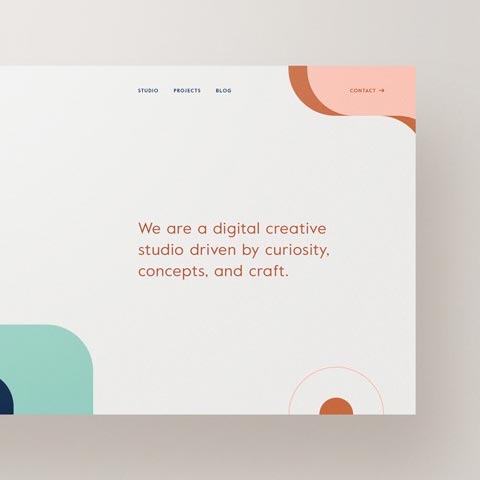 STUDIO PROJECTS BLOG CONTACT →
We are a digital creative
studio driven by curiosity,
concepts, and craft.